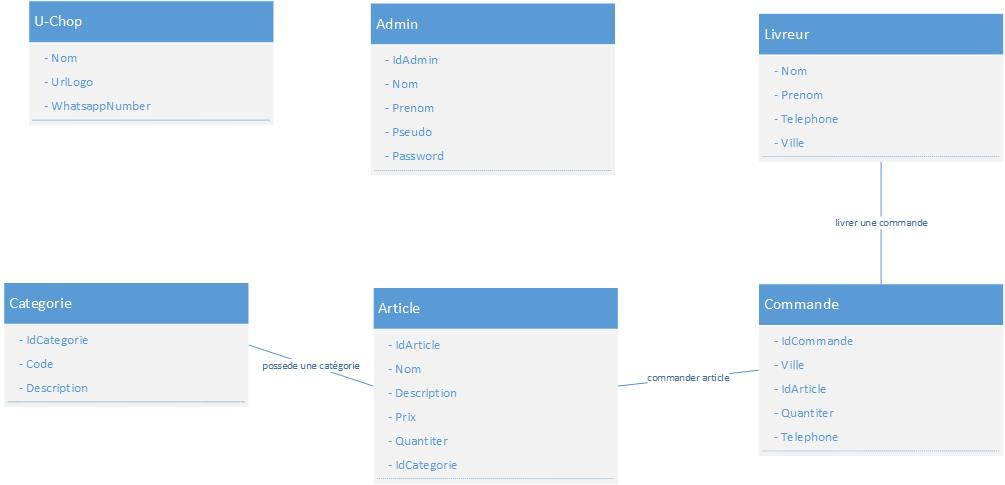 U-Chop
- Nom
- UrlLogo
- WhatsappNumber
Admin
- IdAdmin
- Nom
- Prenom
- Pseudo
- Password
Livreur
- Nom
- Prenom
- Telephone
- Ville
livrer une commande
Categorie
- IdCategorie
- Code
- Description
possede une catégorie
Article
- IdArticle
- Nom
- Description
- Prix
- Quantiter
- IdCategorie
commander article
Commande
- IdCommande
- Ville
- IdArticle
- Quantiter
- Telephone